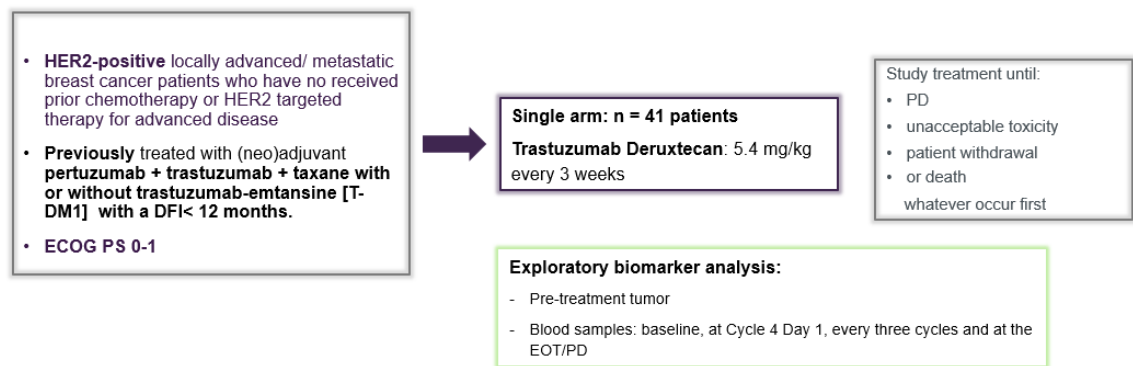 • HER2-positive locally advanced/ metastatic
breast cancer patients who have no received
prior chemotherapy or HER2 targeted
therapy for advanced disease
• Previously treated with (neo)adjuvant
pertuzumab + trastuzumab + taxane with
or without trastuzumab-emtansine [T-
DM1] with a DFI< 12 months.
• ECOG PS 0-1
Single arm: n = 41 patients
Trastuzumab Deruxtecan: 5.4 mg/kg
every 3 weeks
Study treatment until:
• PD
• unacceptable toxicity
• patient withdrawal
• or death
whatever occur first
Exploratory biomarker analysis:
- Pre-treatment tumor
- Blood samples: baseline, at Cycle 4 Day 1, every three cycles and at the
EOT/PD